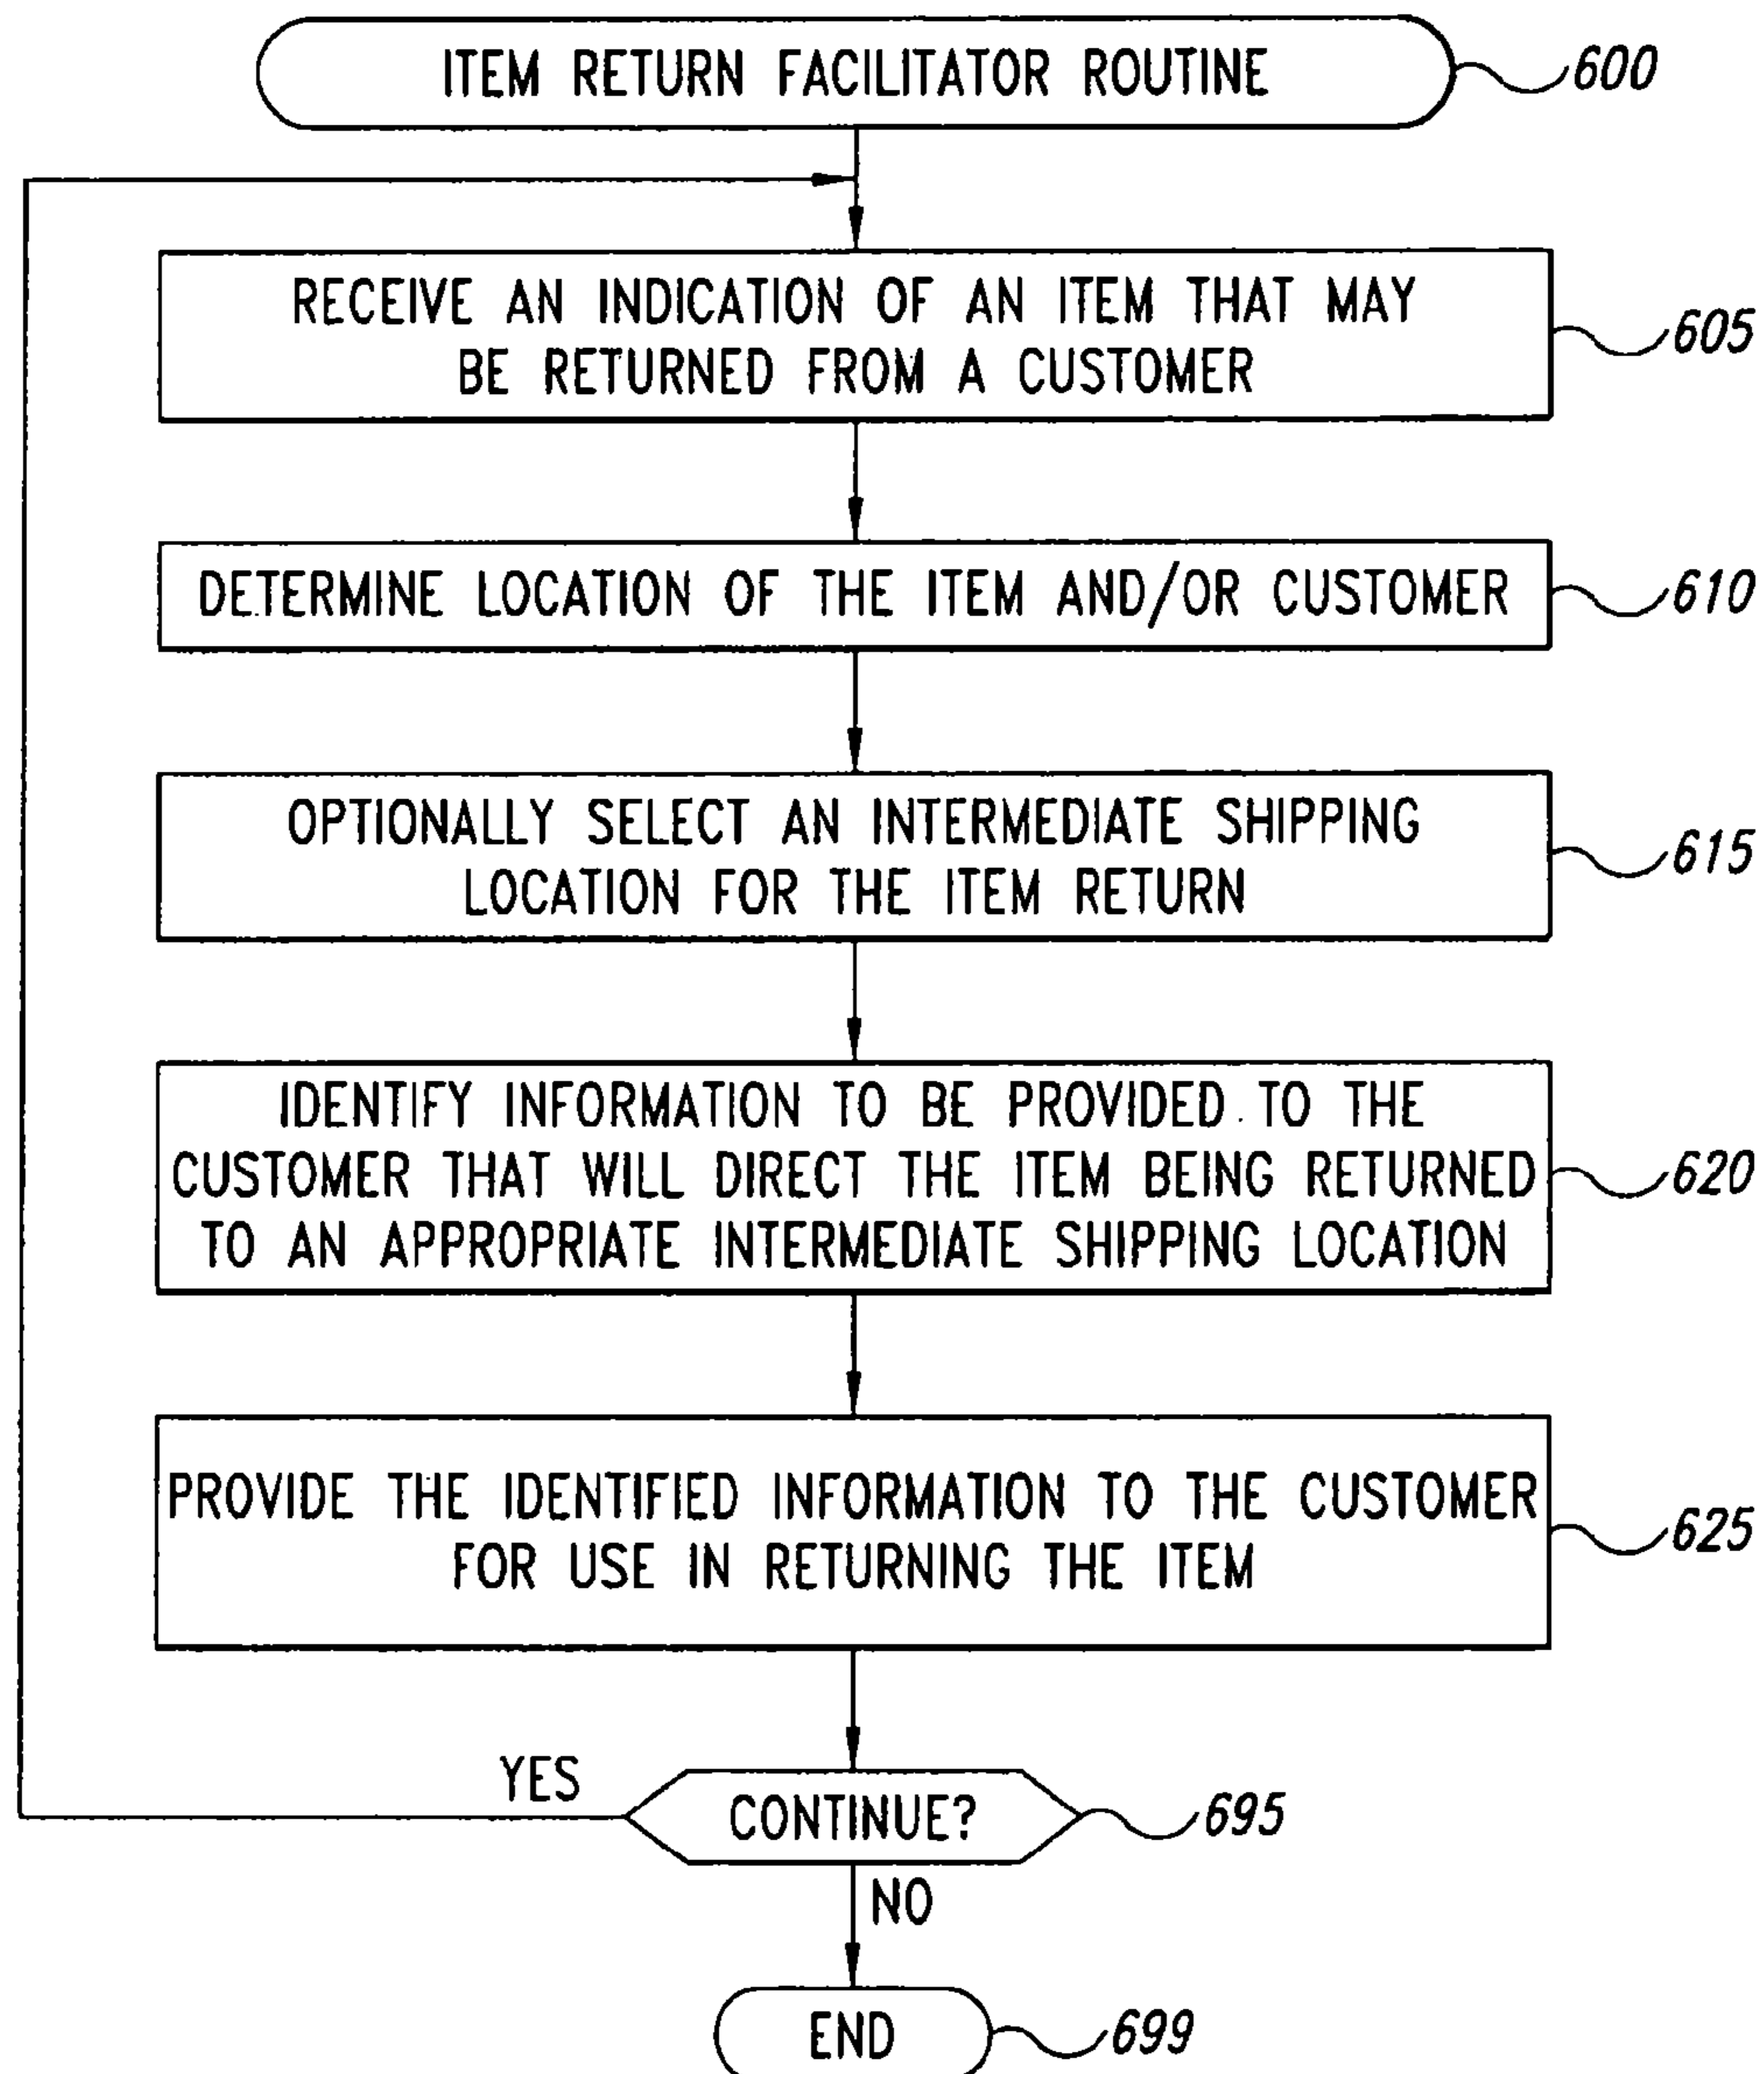 ITEM RETURN FACILITATOR ROUTINE
600
RECEIVE AN INDICATION OF AN ITEM THAT MAY
BE RETURNED FROM A CUSTOMER
605
DETERMINE LOCATION OF THE ITEM AND/OR CUSTOMER
610
OPTIONALLY SELECT AN INTERMEDIATE SHIPPING
LOCATION FOR THE ITEM RETURN
615
IDENTIFY INFORMATION TO BE PROVIDED TO THE
CUSTOMER THAT WILL DIRECT THE ITEM BEING RETURNED
TO AN APPROPRIATE INTERMEDIATE SHIPPING LOCATION
620
PROVIDE THE IDENTIFIED INFORMATION TO THE CUSTOMER
FOR USE IN RETURNING THE ITEM
625
YES
CONTINUE?
695
NO
END
699